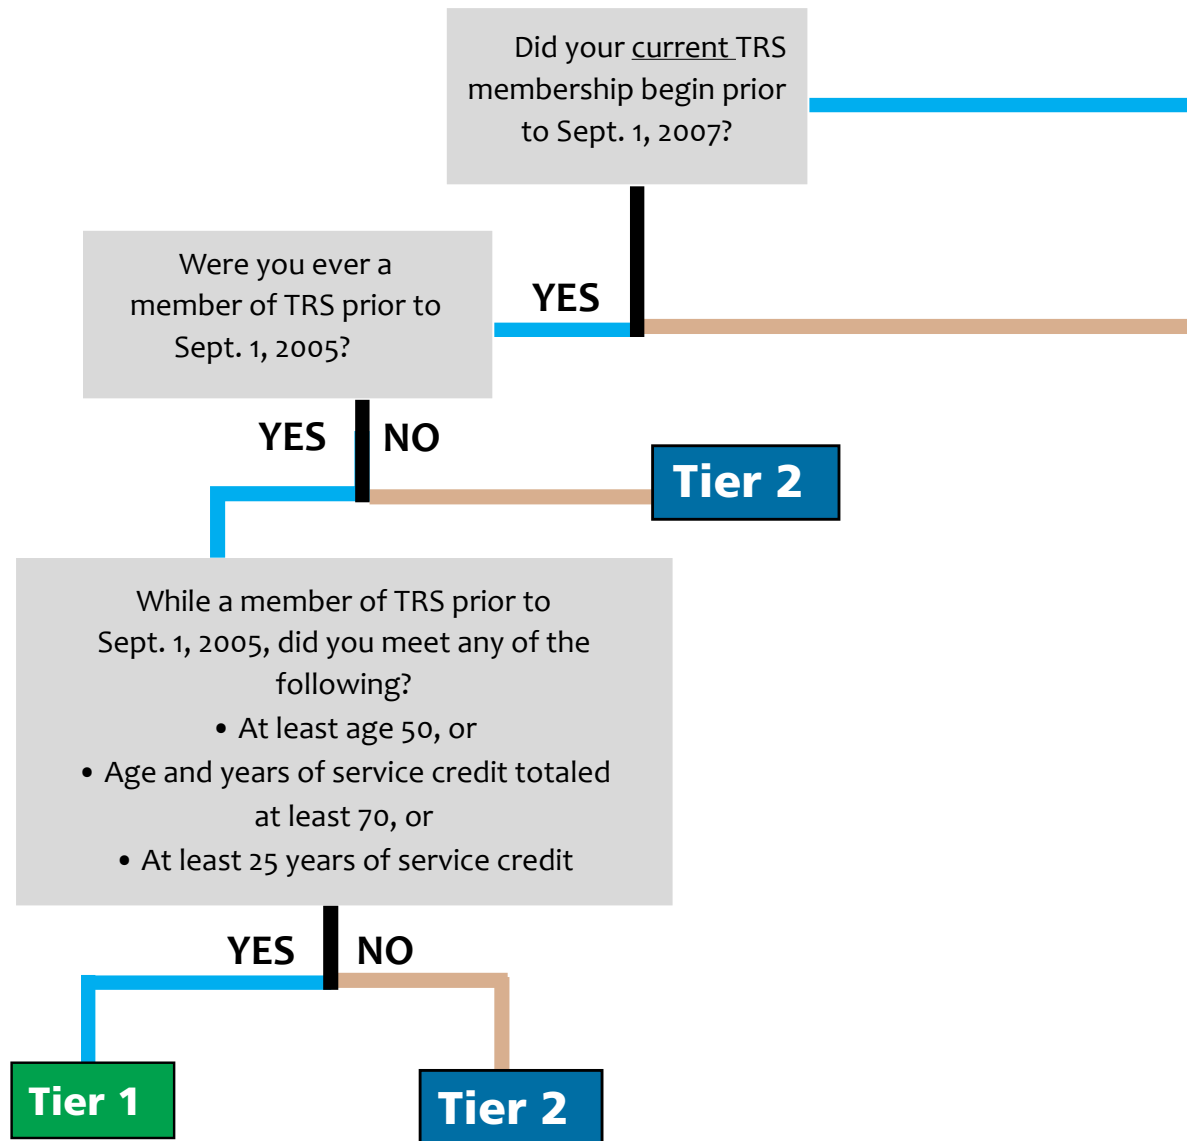 Did your current TRS
membership begin prior
to Sept. 1, 2007?
YES
Were you ever a
member of TRS prior to
Sept. 1, 2005?
YES
NO
Tier 2
While a member of TRS prior to
Sept. 1, 2005, did you meet any of the
following?
• At least age 50, or
• Age and years of service credit totaled
at least 70, or
• At least 25 years of service credit
YES
NO
Tier 1
Tier 2